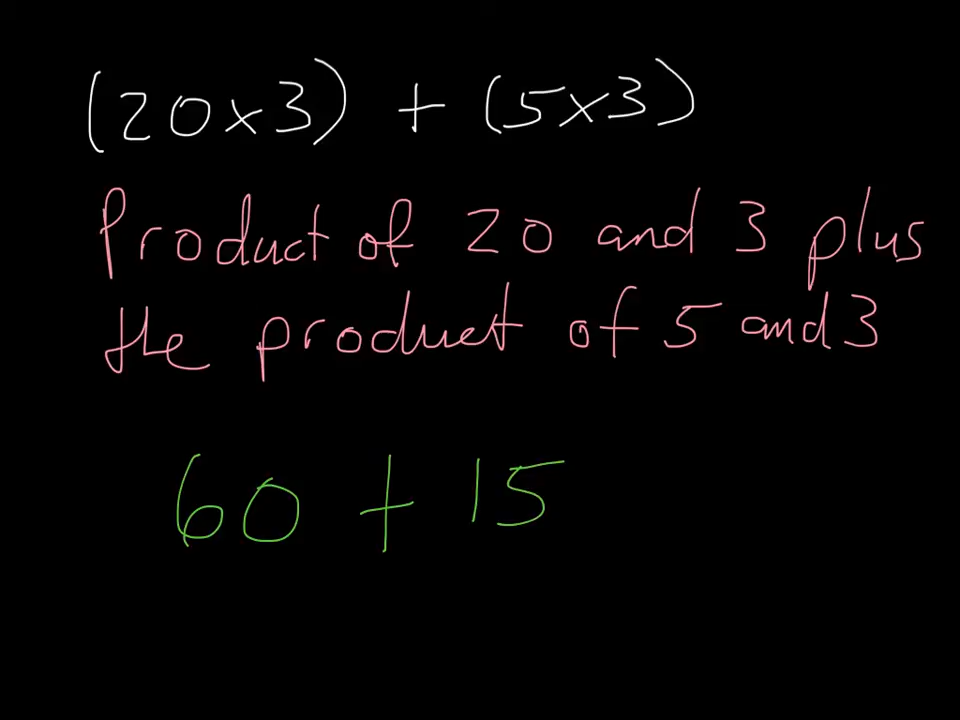 (20x3) + (5x3)
Product of 20 and 3 plus
the product of 5 and 3
60 + 15